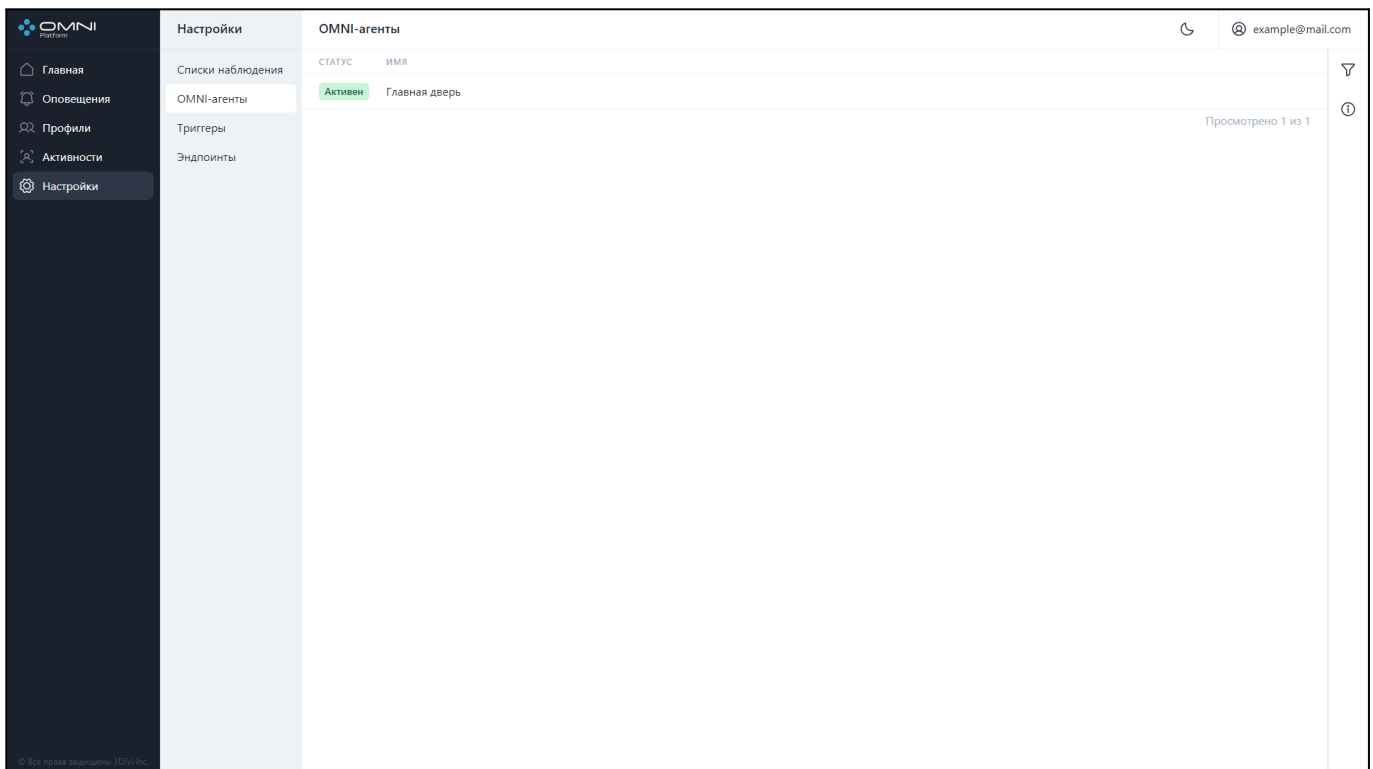 OMNI
Platform
Главная
Оповещения
Профили
Активности
Настройки
© Все права защищены 3DiVi Inc.
Настройки
Списки наблюдения
OMNI-агенты
Триггеры
Эндпоинты
OMNI-агенты
example@mail.com
СТАТУС ИМЯ
Активен Главная дверь
Просмотрено 1 из 1